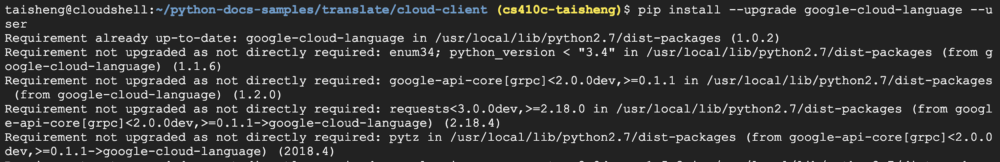 taisheng@cloudshell:~/python-docs-samples/translate/cloud-client (cs410c-taisheng)$ pip install --upgrade google-cloud-language --u
ser
Requirement already up-to-date: google-cloud-language in /usr/local/lib/python2.7/dist-packages (1.0.2)
Requirement not upgraded as not directly required: enum34; python_version < "3.4" in /usr/local/lib/python2.7/dist-packages (from g
oogle-cloud-language) (1.1.6)
Requirement not upgraded as not directly required: google-api-core[grpc]<2.0.0dev,>=0.1.1 in /usr/local/lib/python2.7/dist-packages
 (from google-cloud-language) (1.2.0)
Requirement not upgraded as not directly required: requests<3.0.0dev,>=2.18.0 in /usr/local/lib/python2.7/dist-packages (from googl
e-api-core[grpc]<2.0.0dev,>=0.1.1->google-cloud-language) (2.18.4)
Requirement not upgraded as not directly required: pytz in /usr/local/lib/python2.7/dist-packages (from google-api-core[grpc]<2.0.0
dev,>=0.1.1->google-cloud-language) (2018.4)